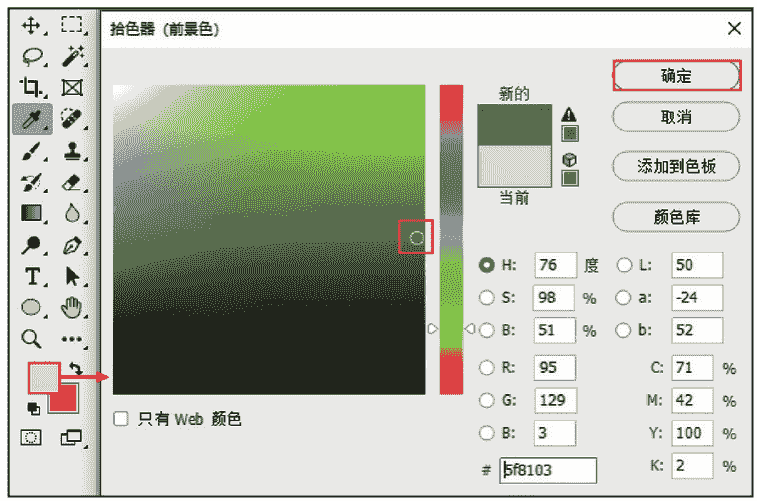 拾色器 (前景色)
新的
当前
确定
取消
添加到色板
颜色库
H: 76 度
S: 98 %
B: 51 %
R: 95
G: 129
B: 3
# 5f8103
L: 50
a: -24
b: 52
C: 71 %
M: 42 %
Y: 100 %
K: 2 %
只有 Web 颜色
T